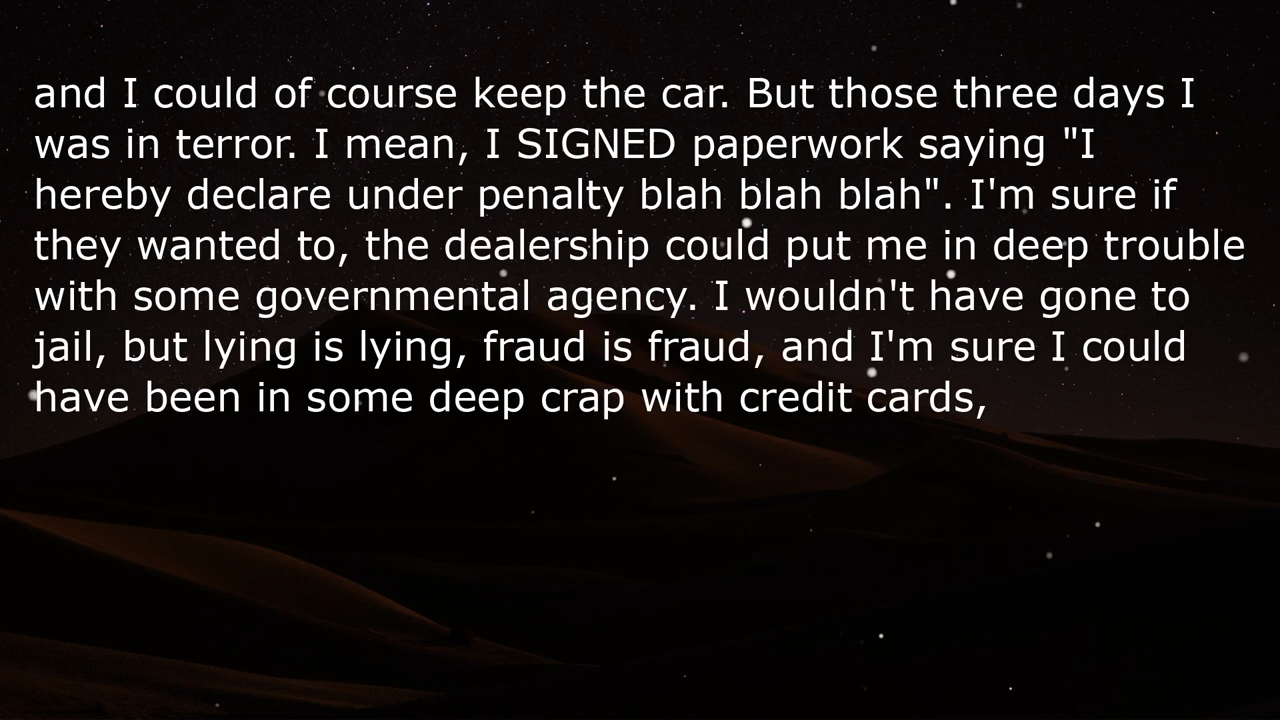 and I could of course keep the car. But those three days I
was in terror. I mean, I SIGNED paperwork saying "I
hereby declare under penalty blah blah blah". I'm sure if
they wanted to, the dealership could put me in deep trouble
with some governmental agency. I wouldn't have gone to
jail, but lying is lying, fraud is fraud, and I'm sure I could
have been in some deep crap with credit cards,